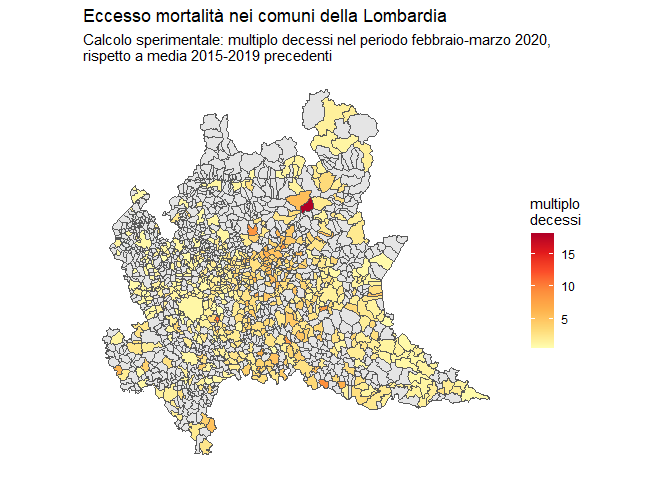 Eccesso mortalità nei comuni della Lombardia
Calcolo sperimentale: multiplo decessi nel periodo febbraio-marzo 2020,
rispetto a media 2015-2019 precedenti
multiplo
decessi
15
10
5